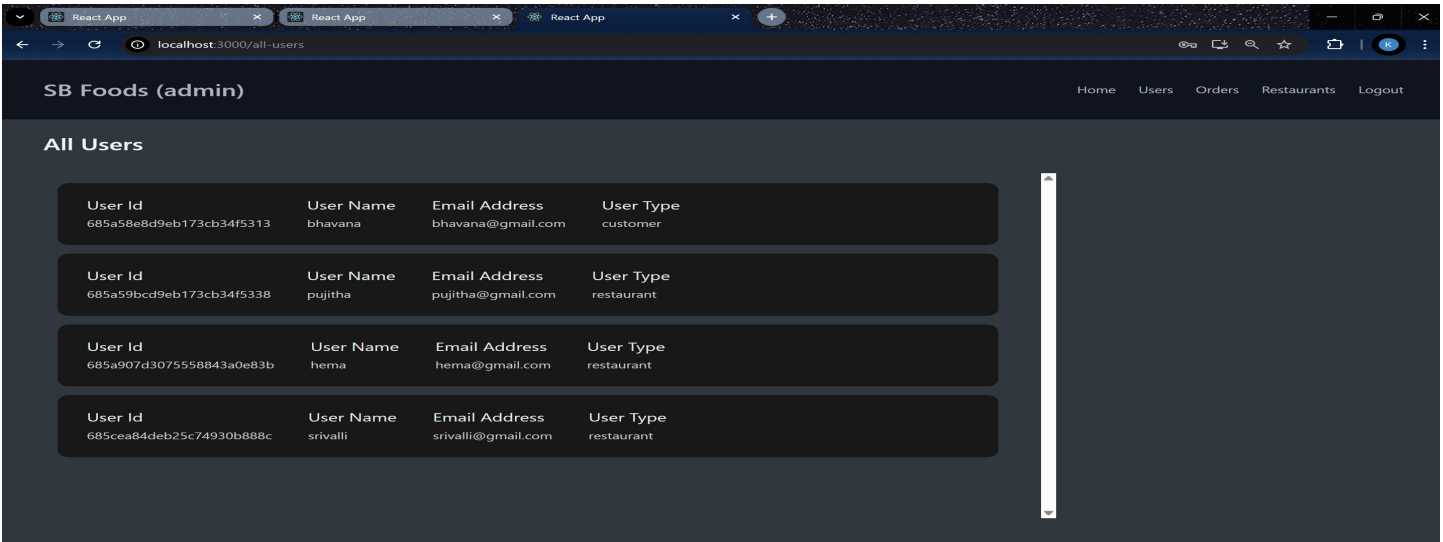 React App React App React App
localhost:3000/all-users K
SB Foods (admin) Home Users Orders Restaurants Logout
All Users
User Id User Name Email Address User Type
685a58e8d9eb173cb34f5313 bhavana bhavana@gmail.com customer
User Id User Name Email Address User Type
685a59bcd9eb173cb34f5338 pujitha pujitha@gmail.com restaurant
User Id User Name Email Address User Type
685a907d3075558843a0e83b hema hema@gmail.com restaurant
User Id User Name Email Address User Type
685cea84deb25c74930b888c srivalli srivalli@gmail.com restaurant